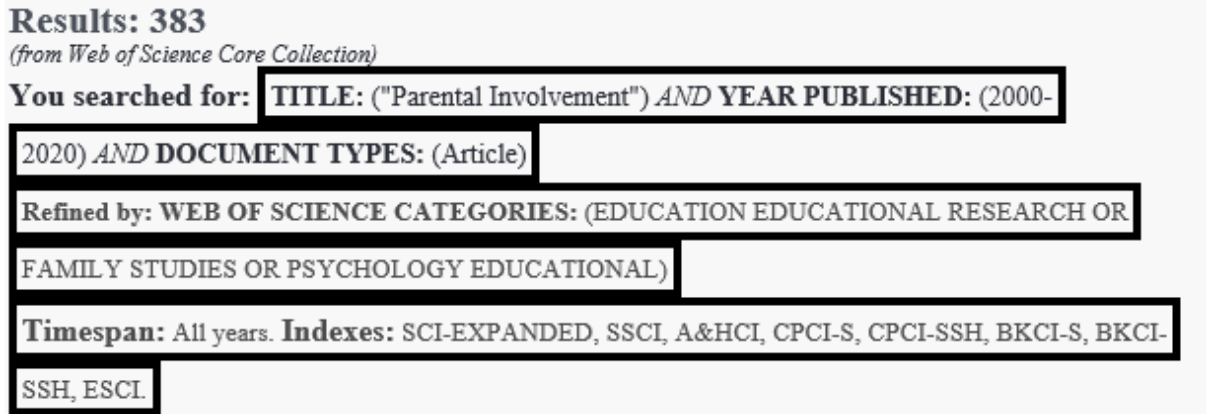 Results: 383
(from Web of Science Core Collection)
You searched for: TITLE: ("Parental Involvement") AND YEAR PUBLISHED: (2000-
2020) AND DOCUMENT TYPES: (Article)
Refined by: WEB OF SCIENCE CATEGORIES: (EDUCATION EDUCATIONAL RESEARCH OR
FAMILY STUDIES OR PSYCHOLOGY EDUCATIONAL)
Timespan: All years. Indexes: SCI-EXPANDED, SSCI, A&HCI, CPCI-S, CPCI-SSH, BKCI-S, BKCI-
SSH, ESCI.